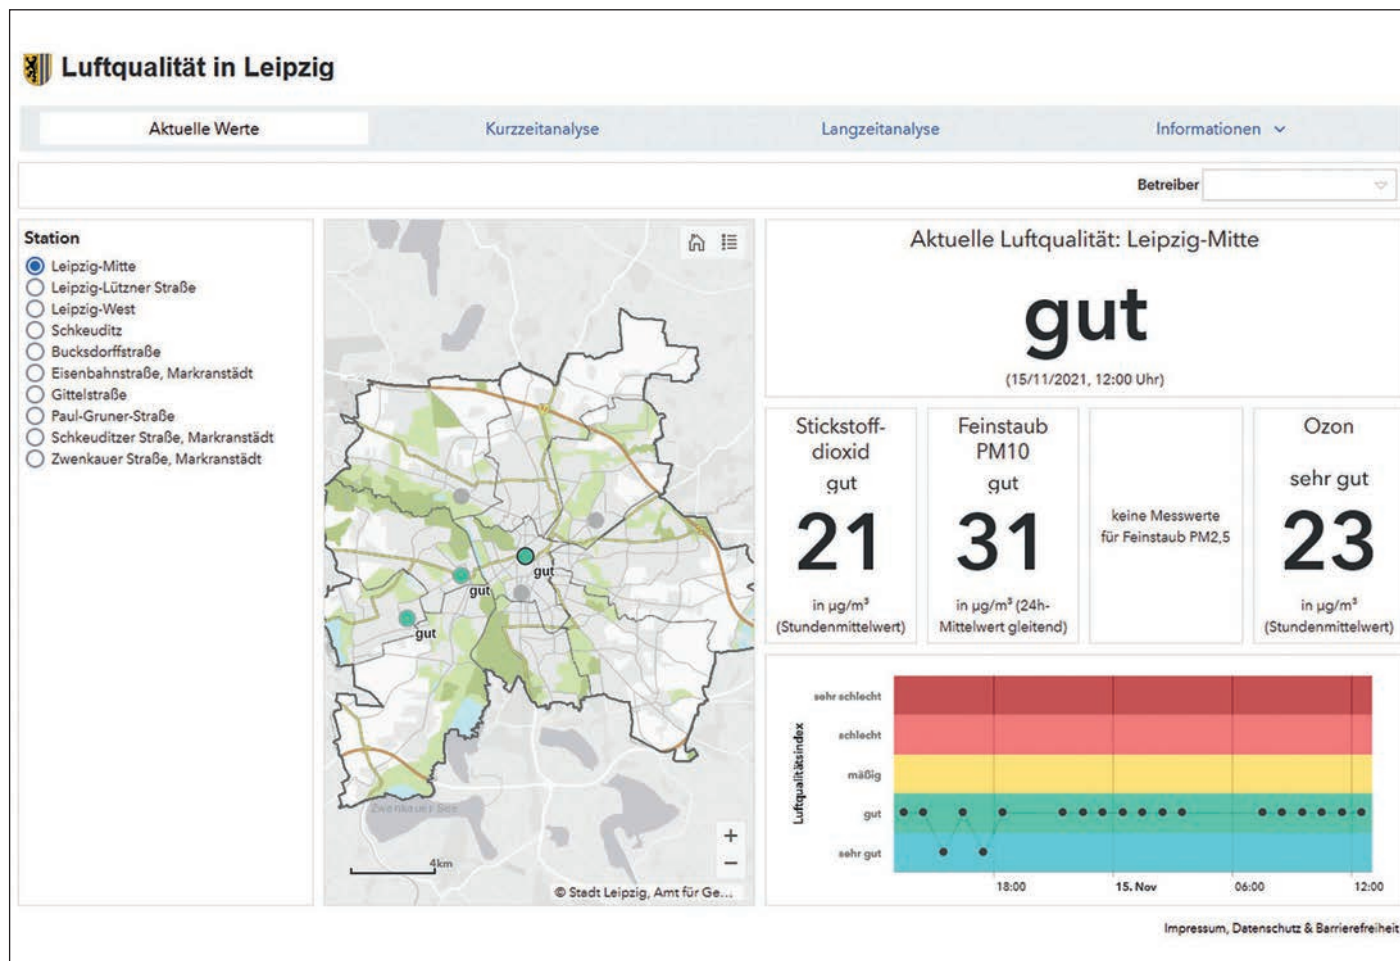 Luftqualität in Leipzig
Aktuelle Werte
Kurzzeitanalyse
Langzeitanalyse
Informationen
Betreiber
Station
Leipzig-Mitte
Leipzig-Lützner Straße
Leipzig-West
Schkeuditz
Bucksdorffstraße
Eisenbahnstraße, Markranstädt
Gittelstraße
Paul-Gruner-Straße
Schkeuditzer Straße, Markranstädt
Zwenkauer Straße, Markranstädt
gut
gut
gut
Zwenkauer See
4km
+
−
© Stadt Leipzig, Amt für Ge...
Aktuelle Luftqualität: Leipzig-Mitte
gut
(15/11/2021, 12:00 Uhr)
Stickstoff-
dioxid
gut
21
in µg/m³
(Stundenmittelwert)
Feinstaub
PM10
gut
31
in µg/m³ (24h-
Mittelwert gleitend)
keine Messwerte
für Feinstaub PM2,5
Ozon
sehr gut
23
in µg/m³
(Stundenmittelwert)
Luftqualitätsindex
sehr schlecht
schlecht
mäßig
gut
sehr gut
18:00
15. Nov
06:00
12:00
Impressum, Datenschutz & Barrierefreiheit